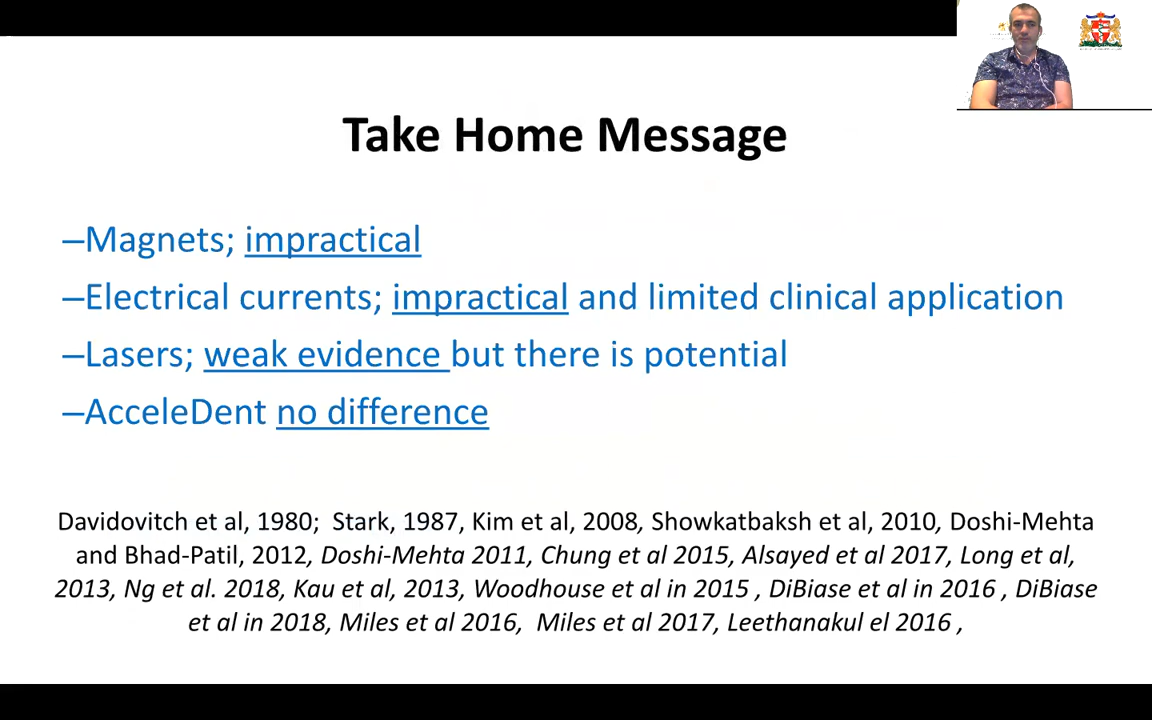 Take Home Message
–Magnets; impractical
–Electrical currents; impractical and limited clinical application
–Lasers; weak evidence but there is potential
–AcceleDent no difference
Davidovitch et al, 1980;  Stark, 1987, Kim et al, 2008, Showkatbaksh et al, 2010, Doshi-Mehta
and Bhad-Patil, 2012, Doshi-Mehta 2011, Chung et al 2015, Alsayed et al 2017, Long et al,
2013, Ng et al. 2018, Kau et al, 2013, Woodhouse et al in 2015 , DiBiase et al in 2016 , DiBiase
et al in 2018, Miles et al 2016,  Miles et al 2017, Leethanakul el 2016 ,